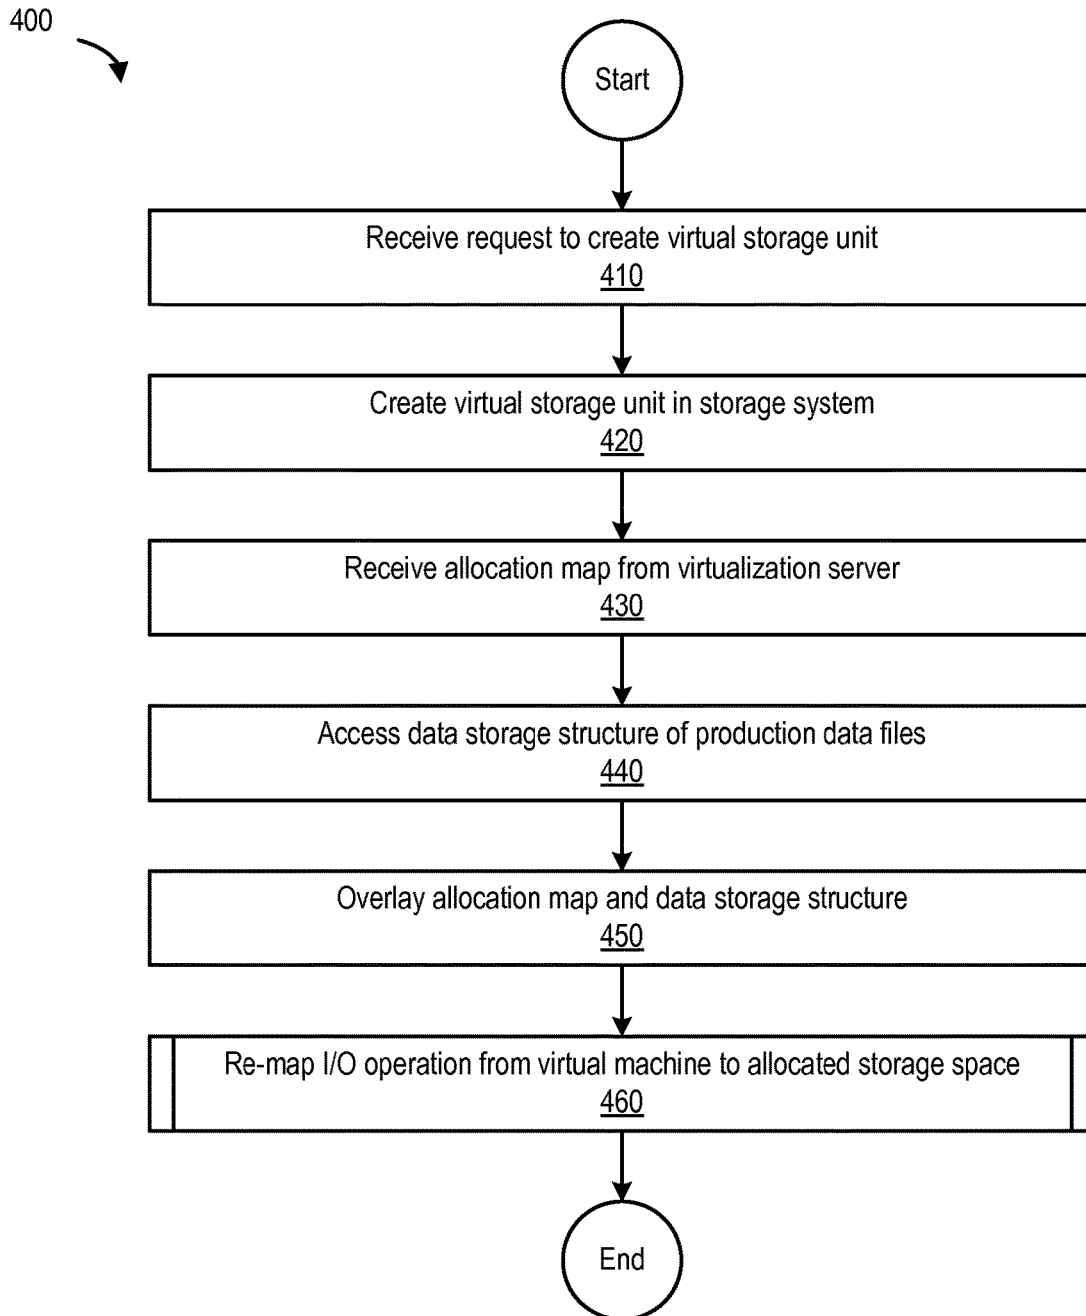 400
Start
Receive request to create virtual storage unit
410
Create virtual storage unit in storage system
420
Receive allocation map from virtualization server
430
Access data storage structure of production data files
440
Overlay allocation map and data storage structure
450
Re-map I/O operation from virtual machine to allocated storage space
460
End